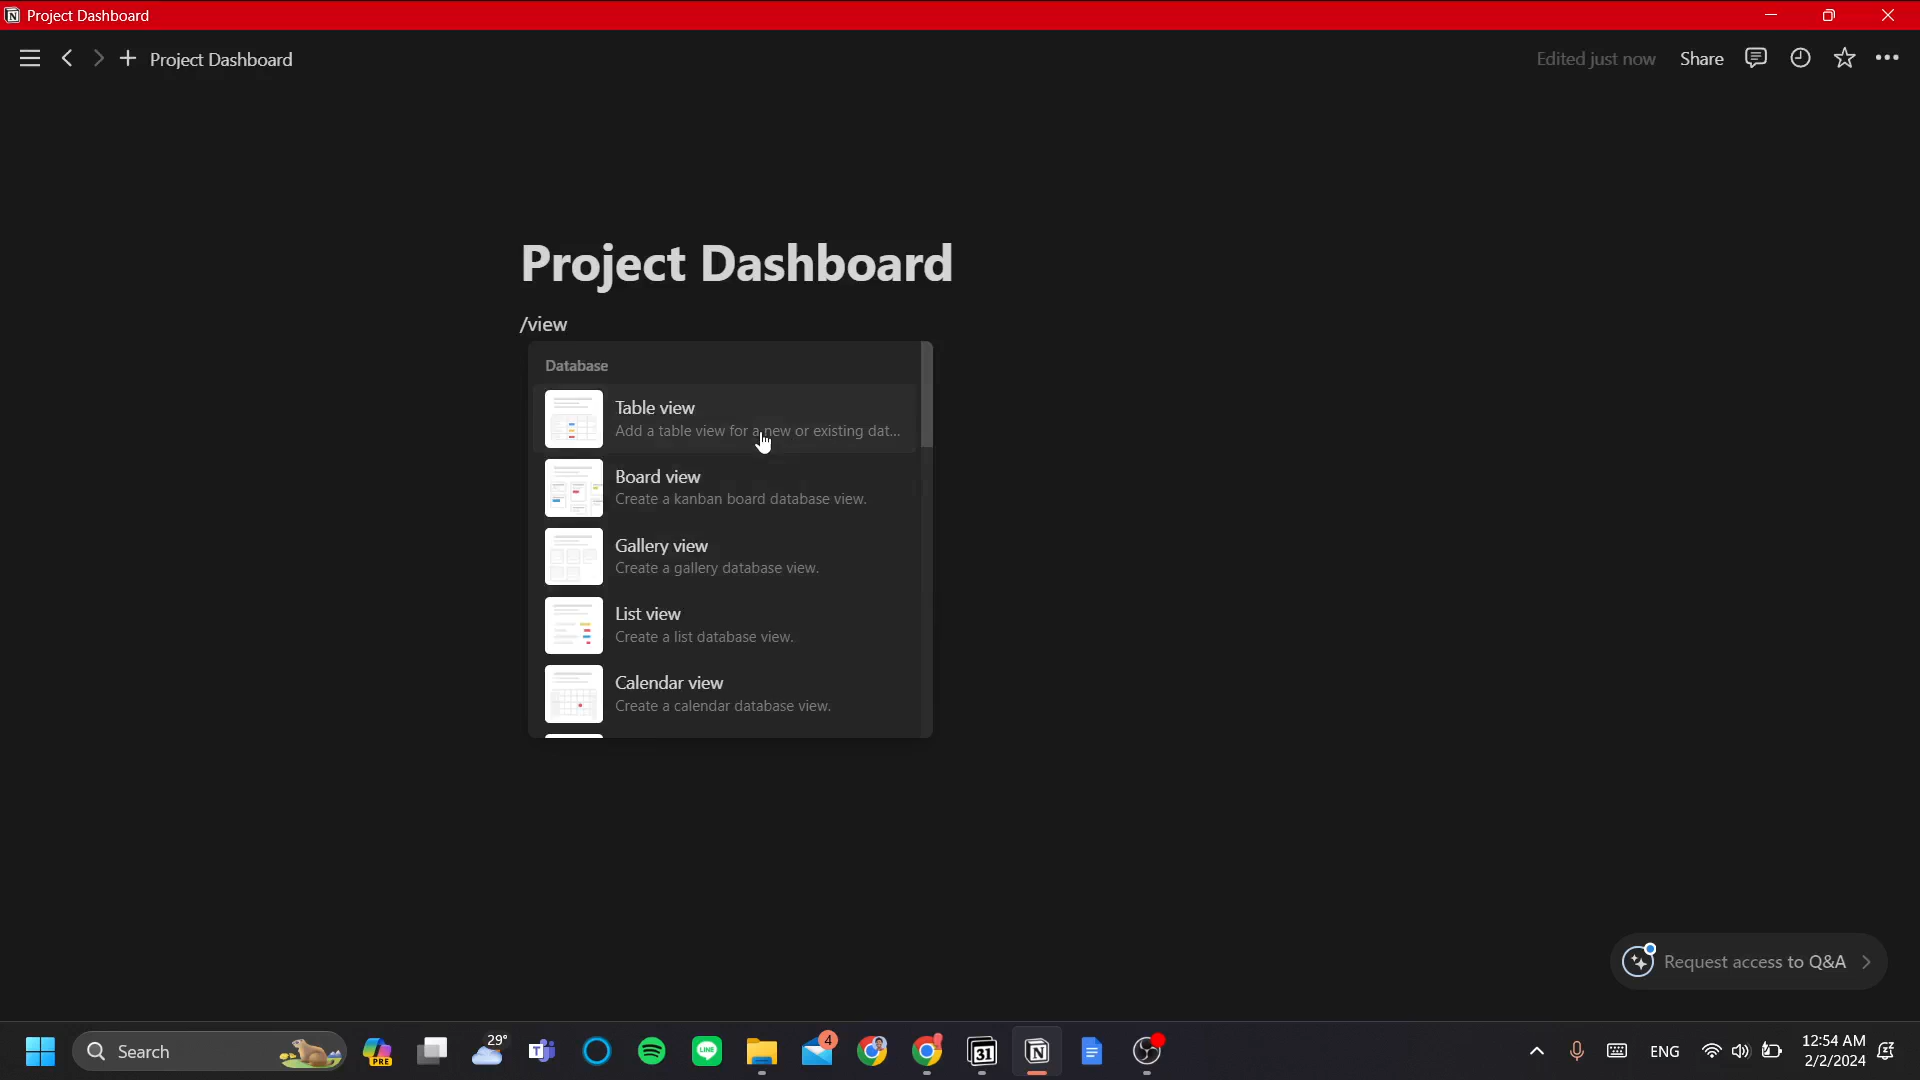 Project Dashboard
Project Dashboard
Edited just now
Share
Project Dashboard
/view
Database
Table view
Add a table view for a new or existing dat...
Board view
Create a kanban board database view.
Gallery view
Create a gallery database view.
List view
Create a list database view.
Calendar view
Create a calendar database view.
Request access to Q&A
Search
PRE
29°
LINE
4
31
ENG
12:54 AM
2/2/2024